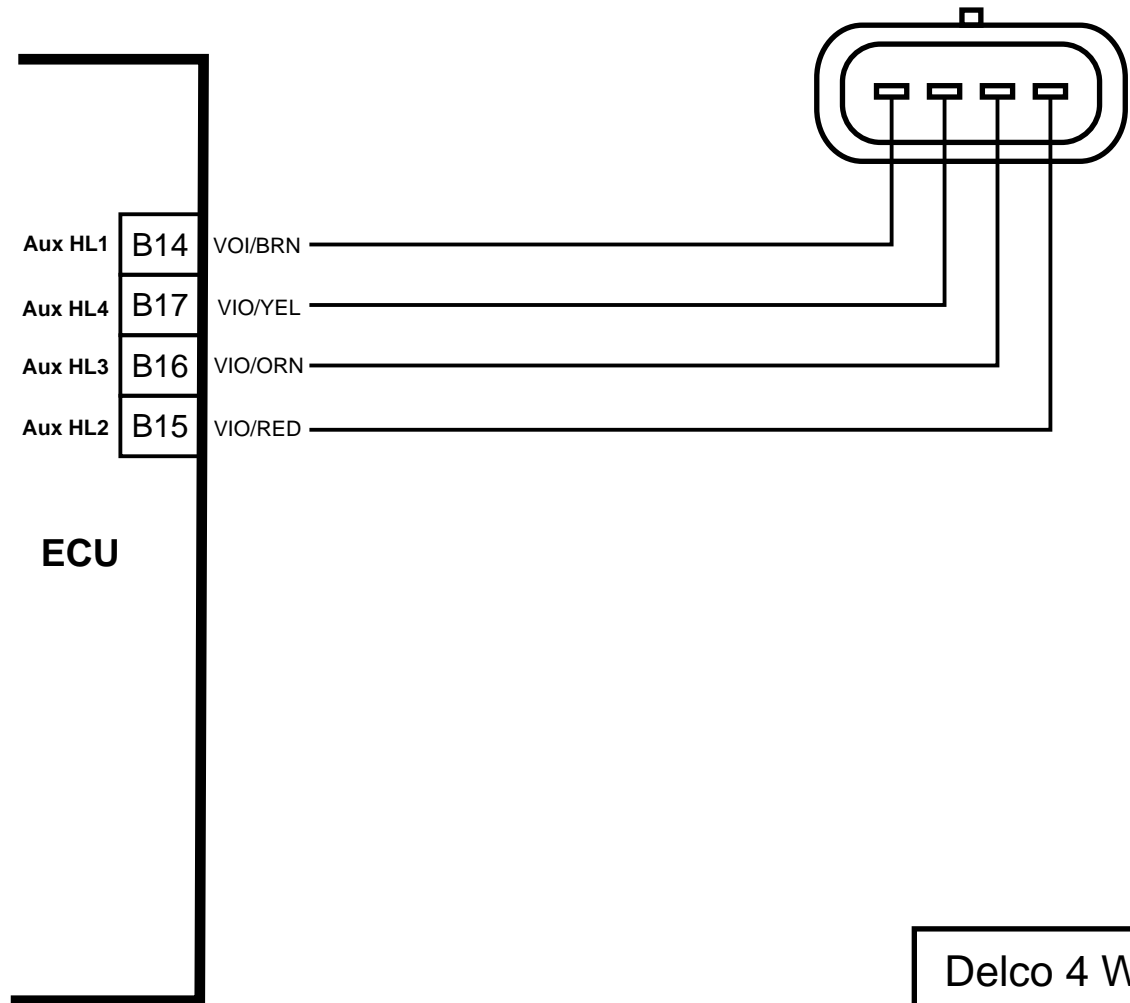 Aux HL1 B14 VOI/BRN
Aux HL4 B17 VIO/YEL
Aux HL3 B16 VIO/ORN
Aux HL2 B15 VIO/RED
ECU
Delco 4 W